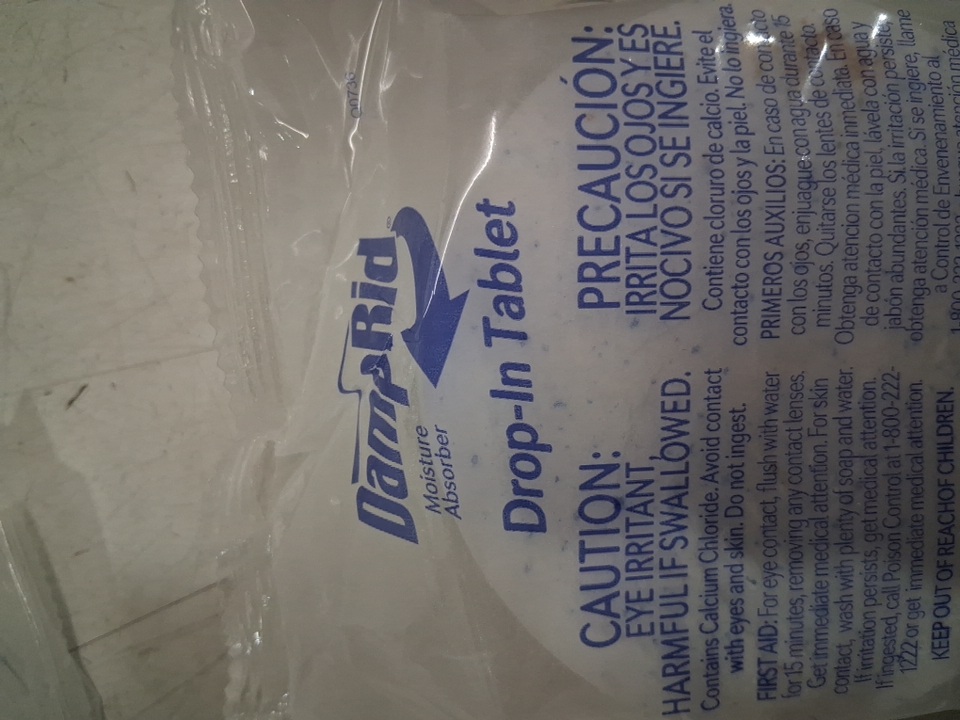 00736
DampRid®
Moisture
Absorber
Drop-In Tablet
CAUTION:
EYE IRRITANT,
HARMFUL IF SWALLOWED.
Contains Calcium Chloride. Avoid contact
with eyes and skin. Do not ingest.
FIRST AID: For eye contact, flush with water
for 15 minutes, removing any contact lenses.
Get immediate medical attention. For skin
contact, wash with plenty of soap and water.
If irritation persists, get medical attention.
If ingested, call Poison Control at 1-800-222-
1222 or get immediate medical attention.
KEEP OUT OF REACH OF CHILDREN.
PRECAUCIÓN:
IRRITA LOS OJOS Y ES
NOCIVO SI SE INGIERE.
Contiene cloruro de calcio. Evite el
contacto con los ojos y la piel. No lo ingiera.
PRIMEROS AUXILIOS: En caso de contacto
con los ojos, enjuague con agua durante 15
minutos. Quitarse los lentes de contacto.
Obtenga atención médica inmediata. En caso
de contacto con la piel, lávela con agua y
jabón abundantes. Si la irritación persiste,
obtenga atención médica. Si se ingiere, llame
a Control de Envenenamiento al
atención médica